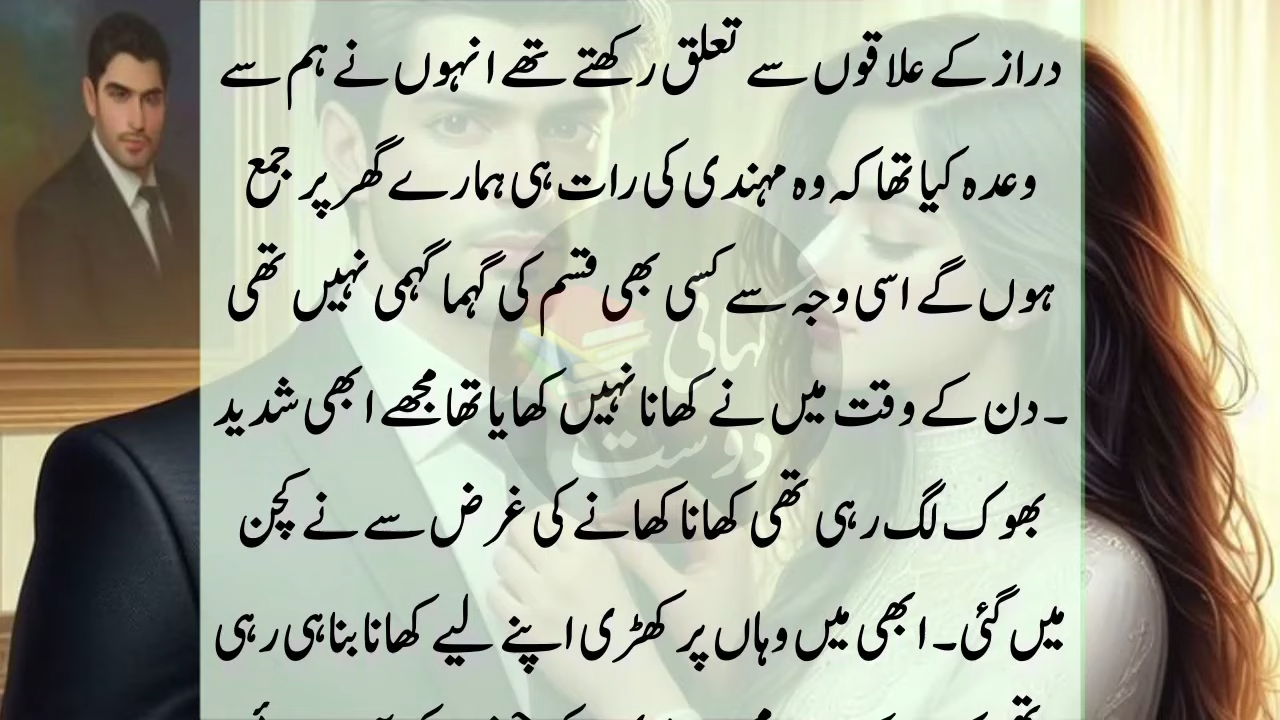 دراز کے علاقوں سے تعلق رکھتے تھے انہوں نے ہم سے
وعدہ کیا تھا کہ وہ مہندی کی رات ہی ہمارے گھر پر جمع
ہوں گے اسی وجہ سے کسی بھی قسم کی گہما گہمی نہیں تھی
۔دن کے وقت میں نے کھانا نہیں کھایا تھا مجھے ابھی شدید
بھوک لگ رہی تھی کھانا کھانے کی غرض سے نے کچن
میں گئی۔ ابھی میں وہاں پر کھڑی اپنے لیے کھانا بنا ہی رہی
کہانی
دوست